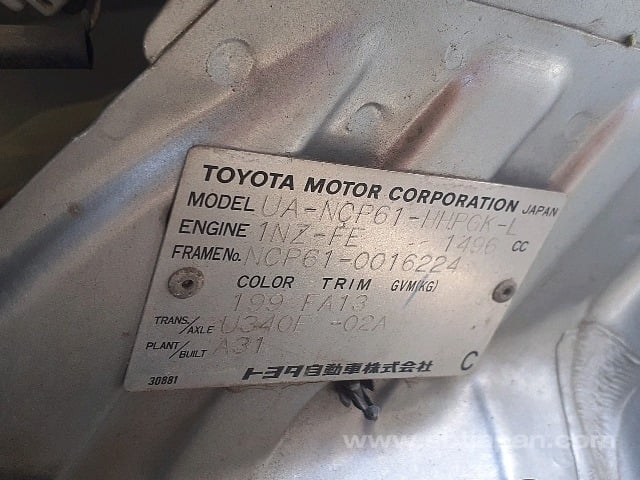 TOYOTA MOTOR CORPORATION JAPAN
MODEL UA-NCP61-HHPGK-L
ENGINE 1NZ-FE -- 1496 CC
FRAME No. NCP61-0016224
COLOR TRIM GVM(KG)
199 FA13
TRANS./AXLE U340E -02A
PLANT/BUILT A31
30881 トヨタ自動車株式会社 C